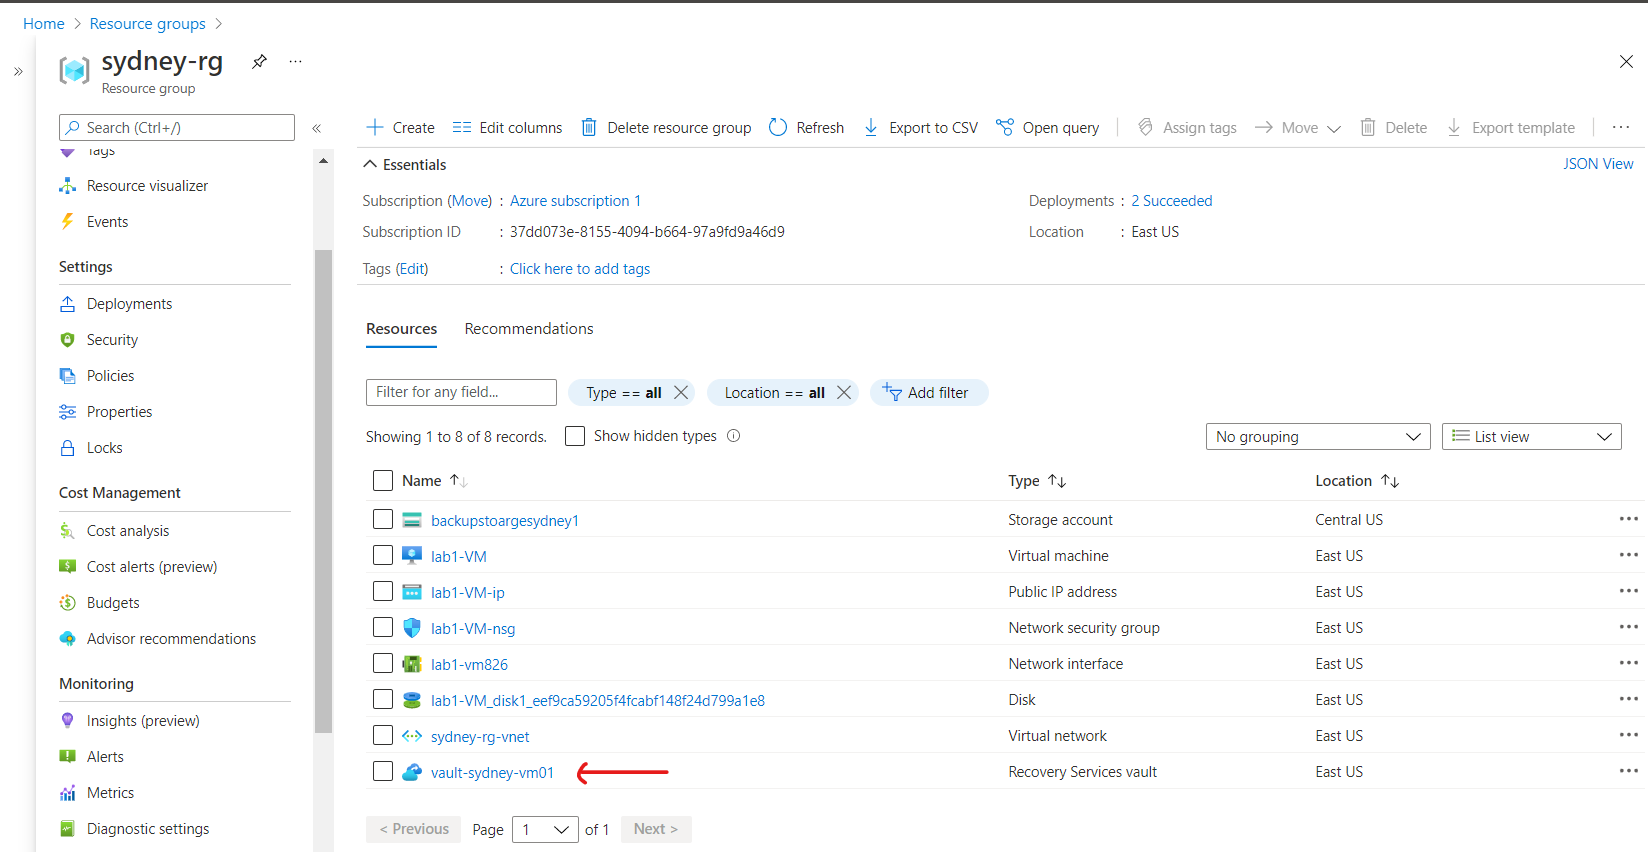 Home > Resource groups >
»
sydney-rg ...
Resource group
Search (Ctrl+/) «
Tags
Resource visualizer
Events
Settings
Deployments
Security
Policies
Properties
Locks
Cost Management
Cost analysis
Cost alerts (preview)
Budgets
Advisor recommendations
Monitoring
Insights (preview)
Alerts
Metrics
Diagnostic settings
Create Edit columns Delete resource group Refresh Export to CSV Open query Assign tags Move Delete Export template ...
Essentials JSON View
Subscription (Move) : Azure subscription 1 Deployments : 2 Succeeded
Subscription ID : 37dd073e-8155-4094-b664-97a9fd9a46d9 Location : East US
Tags (Edit) : Click here to add tags
Resources Recommendations
Filter for any field... Type == all Location == all Add filter
Showing 1 to 8 of 8 records. Show hidden types No grouping List view
Name ↑↓ Type ↑↓ Location ↑↓
backupstoargesydney1 Storage account Central US ...
lab1-VM Virtual machine East US ...
lab1-VM-ip Public IP address East US ...
lab1-VM-nsg Network security group East US ...
lab1-vm826 Network interface East US ...
lab1-VM_disk1_eef9ca59205f4fcabf148f24d799a1e8 Disk East US ...
sydney-rg-vnet Virtual network East US ...
vault-sydney-vm01 Recovery Services vault East US ...
< Previous Page 1 of 1 Next >